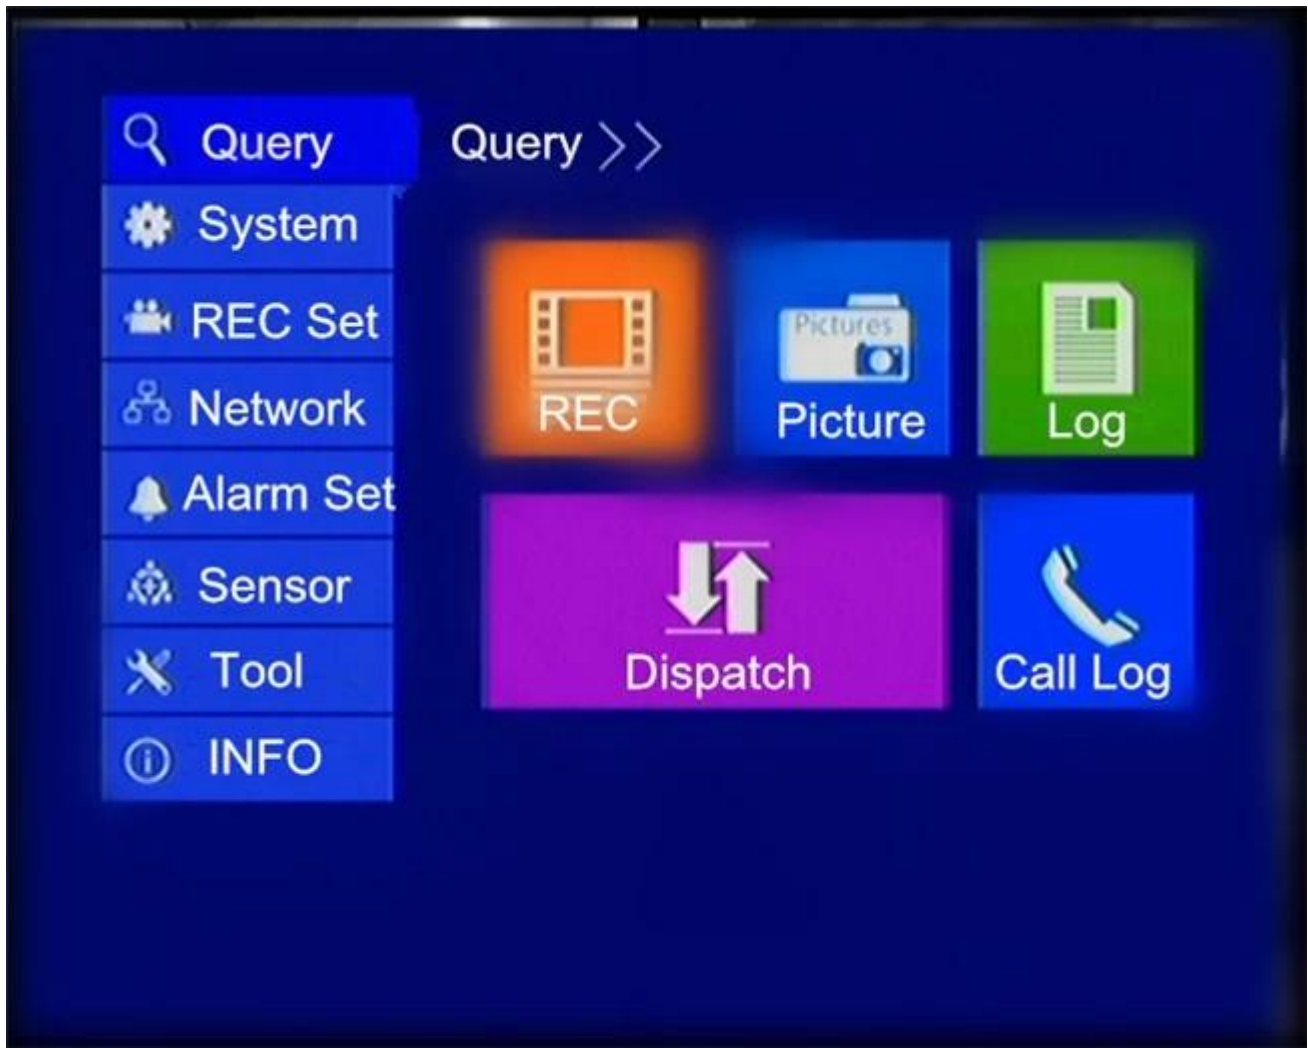 Query
System
REC Set
Network
Alarm Set
Sensor
Tool
INFO
Query >>
REC
Pictures
Picture
Log
Dispatch
Call Log